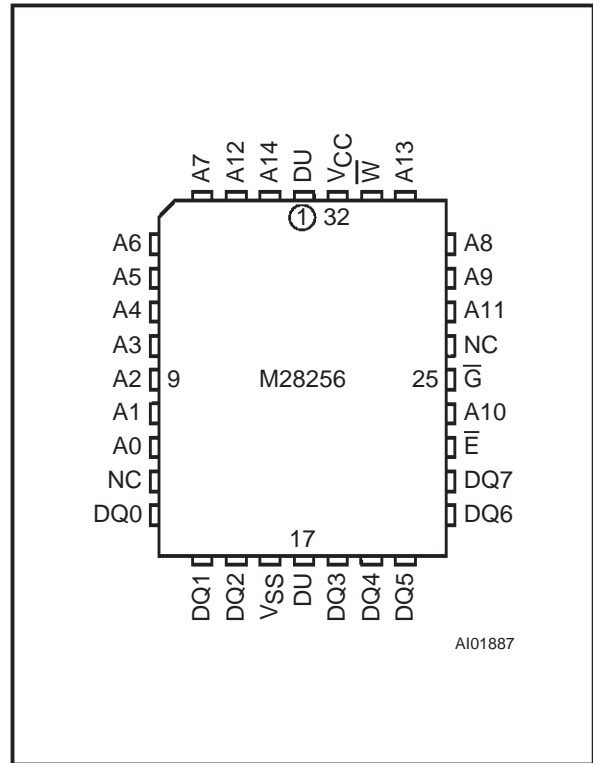 A7 A12 A14 DU VCC W̅ A13
1 32
A6 A8
A5 A9
A4 A11
A3 NC
A2 9 M28256 25 G̅
A1 A10
A0 E̅
NC DQ7
DQ0 DQ6
17
DQ1 DQ2 VSS DU DQ3 DQ4 DQ5
AI01887